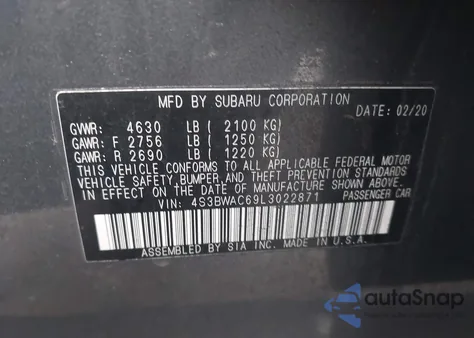 MFD BY SUBARU CORPORATION
DATE: 02/20
GVWR: 4630 LB ( 2100 KG)
GAWR: F 2756 LB ( 1250 KG)
GAWR: R 2690 LB ( 1220 KG)
THIS VEHICLE CONFORMS TO ALL APPLICABLE FEDERAL MOTOR
VEHICLE SAFETY,BUMPER,AND THEFT PREVENTION STANDARDS
IN EFFECT ON THE DATE OF MANUFACTURE SHOWN ABOVE.
VIN: 4S3BWAC69L3022871 PASSENGER CAR
ASSEMBLED BY SIA INC. MADE IN U.S.A.
autoSnap